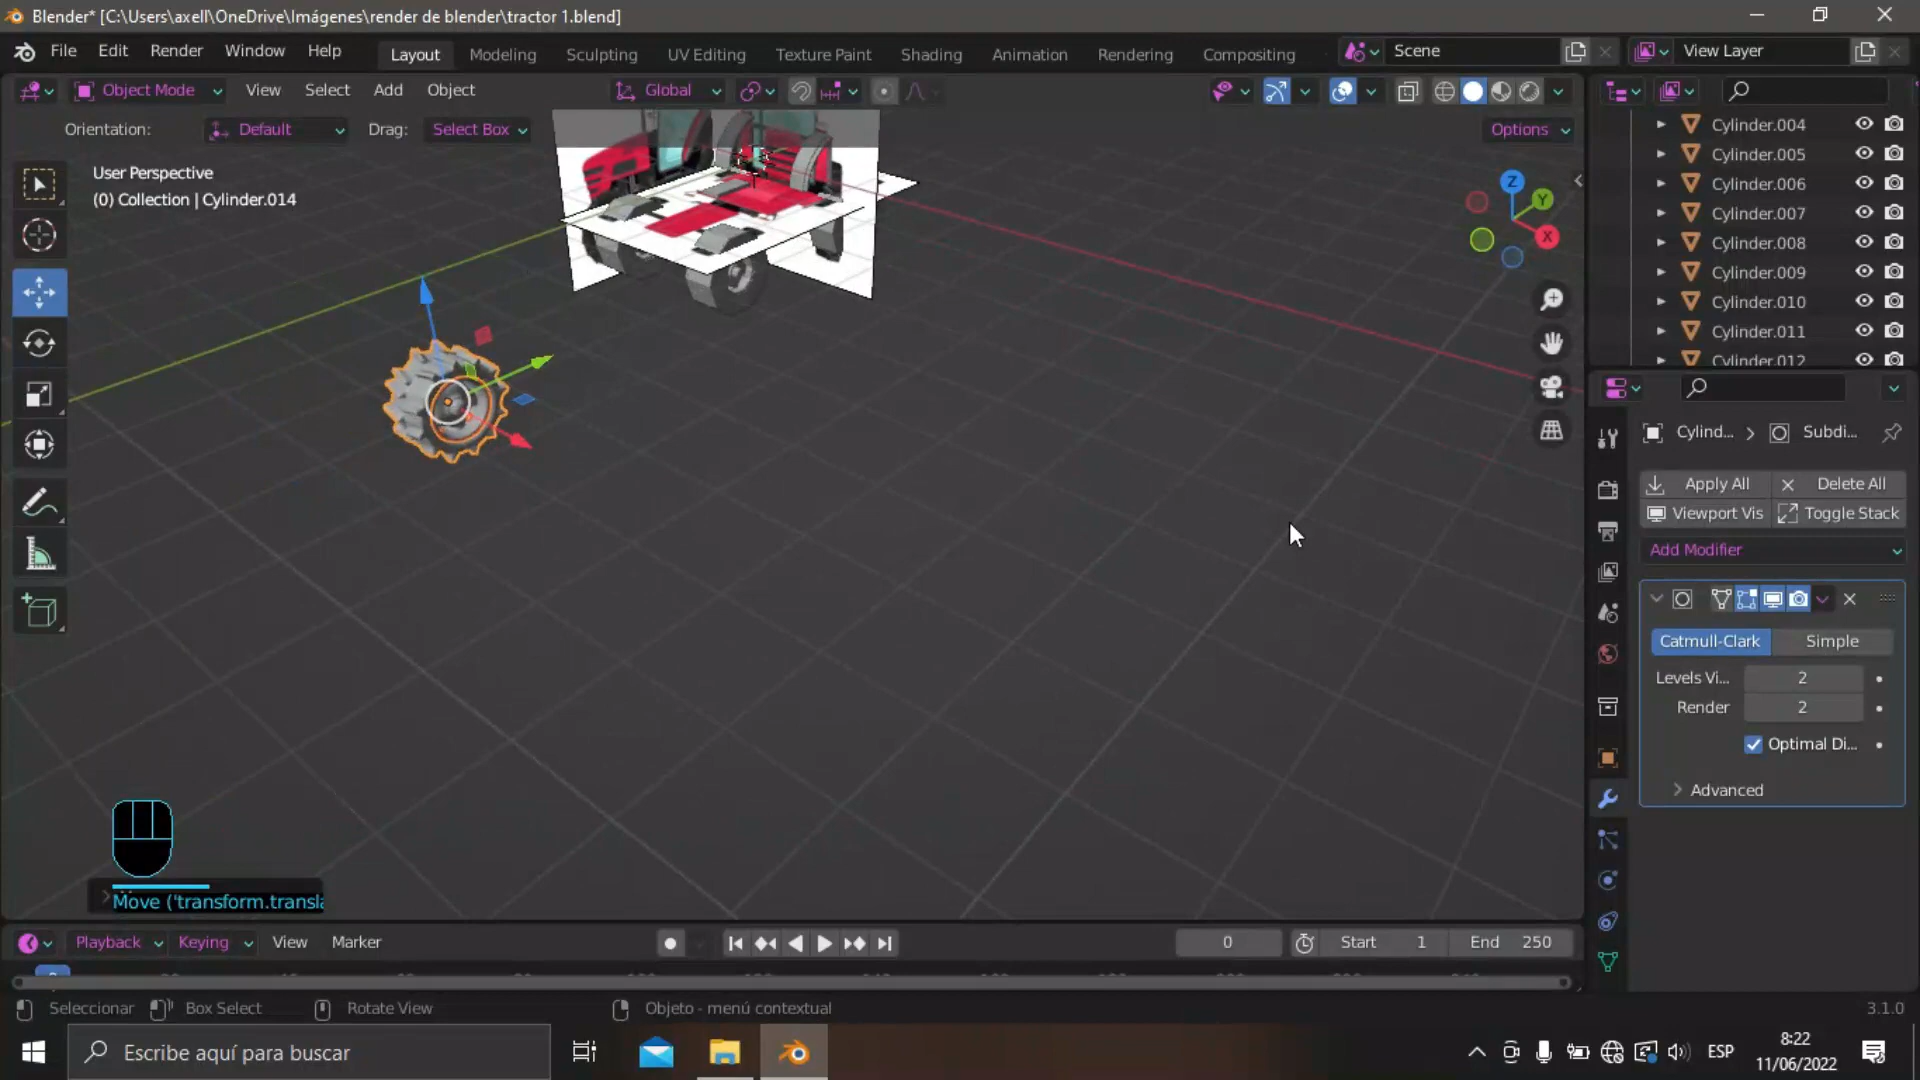 Blender* [C:\Users\axell\OneDrive\Imágenes\render de blender\tractor 1.blend]
File Edit Render Window Help Layout Modeling Sculpting UV Editing Texture Paint Shading Animation Rendering Compositing Scene View Layer
Object Mode View Select Add Object Global
Orientation: Default Drag: Select Box Options
User Perspective
(0) Collection | Cylinder.014
Z
Y
X
Cylinder.004
Cylinder.005
Cylinder.006
Cylinder.007
Cylinder.008
Cylinder.009
Cylinder.010
Cylinder.011
Cylinder.012
Cylind... Subdi...
Apply All Delete All
Viewport Vis Toggle Stack
Add Modifier
Catmull-Clark Simple
Levels Vi... 2
Render 2
Optimal Di...
Advanced
Move ('transform.transla
Playback Keying View Marker 0 Start 1 End 250
Seleccionar Box Select Rotate View Objeto - menú contextual 3.1.0
Escribe aquí para buscar ESP 8:22
11/06/2022